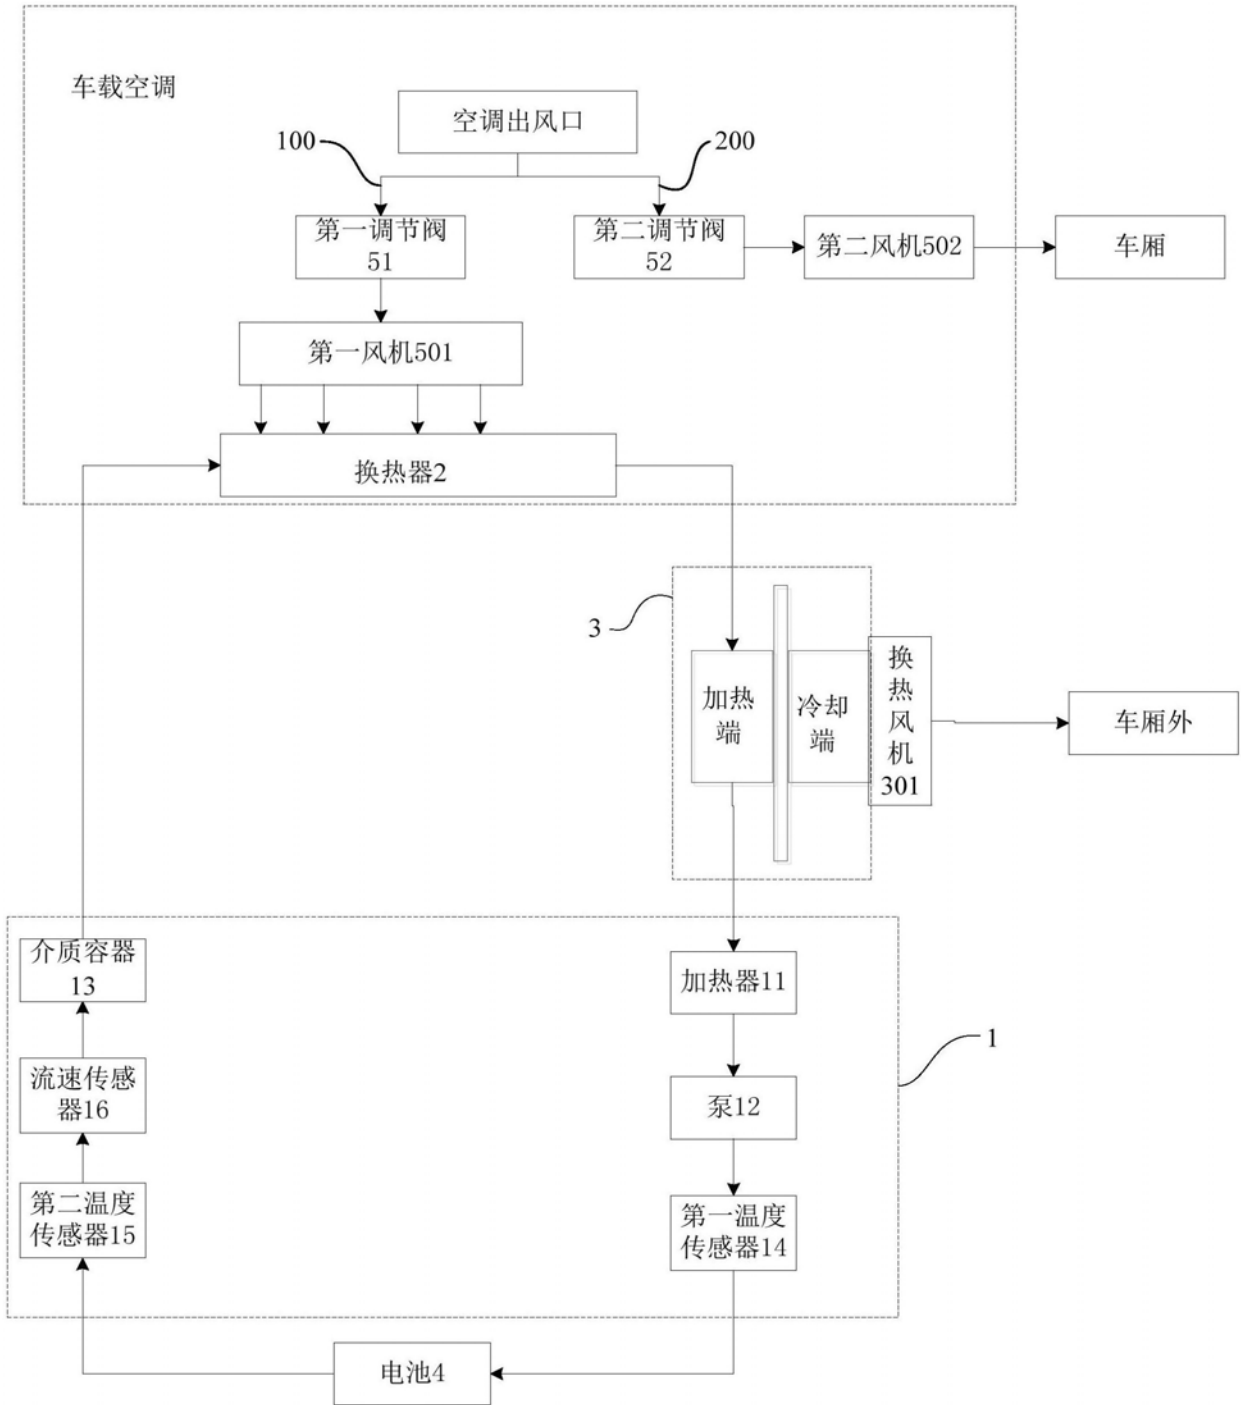 车载空调
空调出风口
100
200
第一调节阀
51
第二调节阀
52
第二风机502
车厢
第一风机501
换热器2
3
加热
端
冷却
端
换
热
风
机
301
车厢外
介质容器
13
加热器11
1
流速传感
器16
泵12
第二温度
传感器15
第一温度
传感器14
电池4